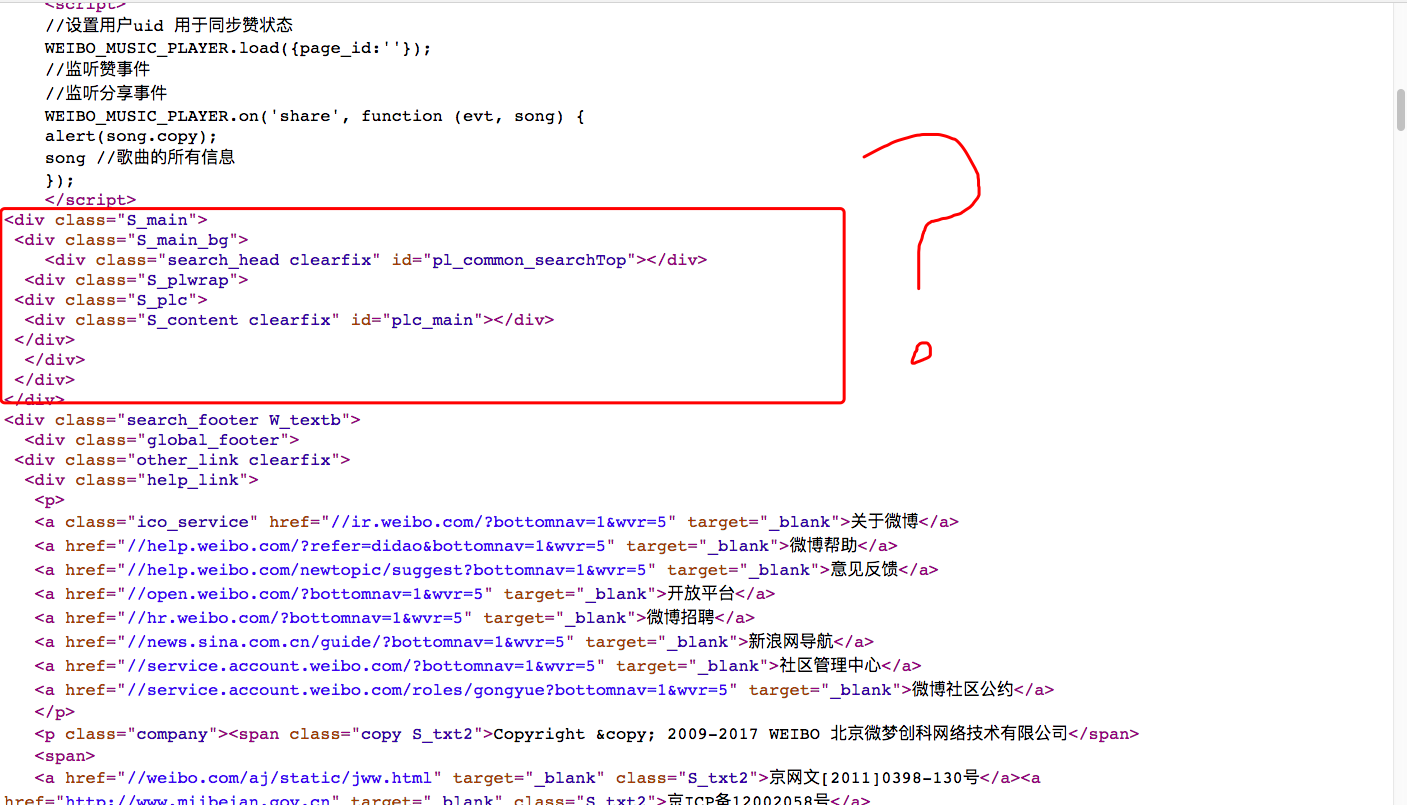 <script>
//设置用户uid 用于同步赞状态
WEIBO_MUSIC_PLAYER.load({page_id:''});
//监听赞事件
//监听分享事件
WEIBO_MUSIC_PLAYER.on('share', function (evt, song) {
alert(song.copy);
song //歌曲的所有信息
});
</script>
<div class="S_main">
<div class="S_main_bg">
<div class="search_head clearfix" id="pl_common_searchTop"></div>
<div class="S_plwrap">
<div class="S_plc">
<div class="S_content clearfix" id="plc_main"></div>
</div>
</div>
</div>
</div>
<div class="search_footer W_textb">
<div class="global_footer">
<div class="other_link clearfix">
<div class="help_link">
<p>
<a class="ico_service" href="//ir.weibo.com/?bottomnav=1&wvr=5" target="_blank">关于微博</a>
<a href="//help.weibo.com/?refer=didao&bottomnav=1&wvr=5" target="_blank">微博帮助</a>
<a href="//help.weibo.com/newtopic/suggest?bottomnav=1&wvr=5" target="_blank">意见反馈</a>
<a href="//open.weibo.com/?bottomnav=1&wvr=5" target="_blank">开放平台</a>
<a href="//hr.weibo.com/?bottomnav=1&wvr=5" target="_blank">微博招聘</a>
<a href="//news.sina.com.cn/guide/?bottomnav=1&wvr=5" target="_blank">新浪网导航</a>
<a href="//service.account.weibo.com/?bottomnav=1&wvr=5" target="_blank">社区管理中心</a>
<a href="//service.account.weibo.com/roles/gongyue?bottomnav=1&wvr=5" target="_blank">微博社区公约</a>
</p>
<p class="company"><span class="copy S_txt2">Copyright &copy; 2009-2017 WEIBO 北京微梦创科网络技术有限公司</span>
<span>
<a href="//weibo.com/aj/static/jww.html" target="_blank" class="S_txt2">京网文[2011]0398-130号</a><a
href="http://www.miibeian.gov.cn" target="_blank" class="S_txt2">京ICP备12002058号</a>
?